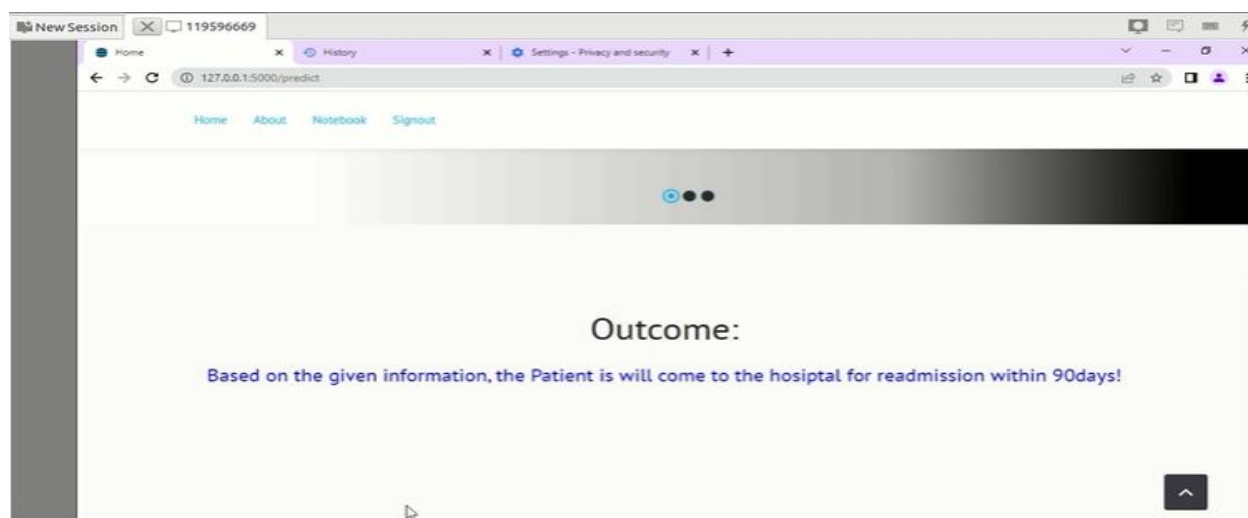 New Session 119596669
Home History Settings - Privacy and security
127.0.0.1:5000/predict
Home About Notebook Signout
Outcome:
Based on the given information, the Patient is will come to the hosiptal for readmission within 90days!